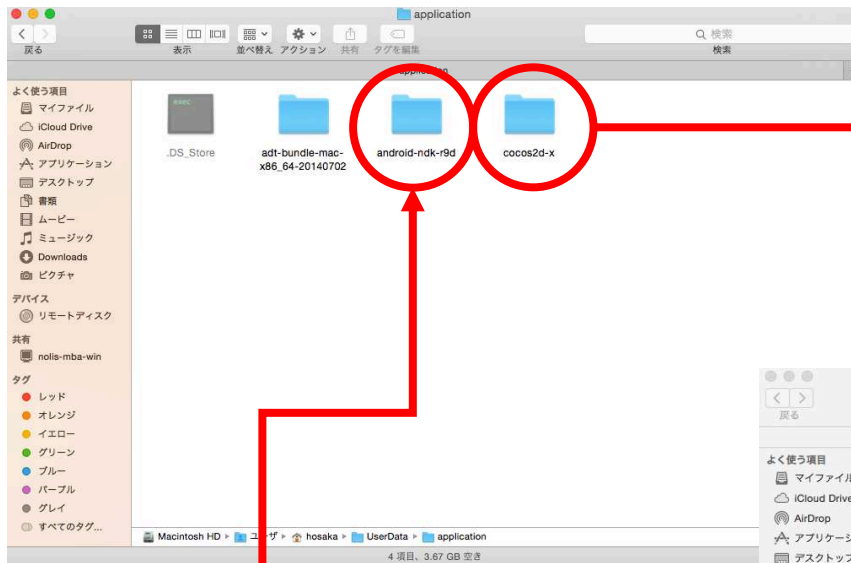 application
戻る
表示
並べ替え
アクション
共有
タグを編集
検索
検索
application
よく使う項目
マイファイル
iCloud Drive
AirDrop
アプリケーション
デスクトップ
書類
ムービー
ミュージック
Downloads
ピクチャ
デバイス
リモートディスク
共有
nolis-mba-win
タグ
レッド
オレンジ
イエロー
グリーン
ブルー
パープル
グレイ
すべてのタグ...
exec
.DS_Store
adt-bundle-mac-
x86_64-20140702
android-ndk-r9d
cocos2d-x
Macintosh HD ▸ ユーザ ▸ hosaka ▸ UserData ▸ application
4 項目、3.67 GB 空き
戻る
よく使う項目
マイファイル
iCloud Drive
AirDrop
アプリケーシ
デスクトップ